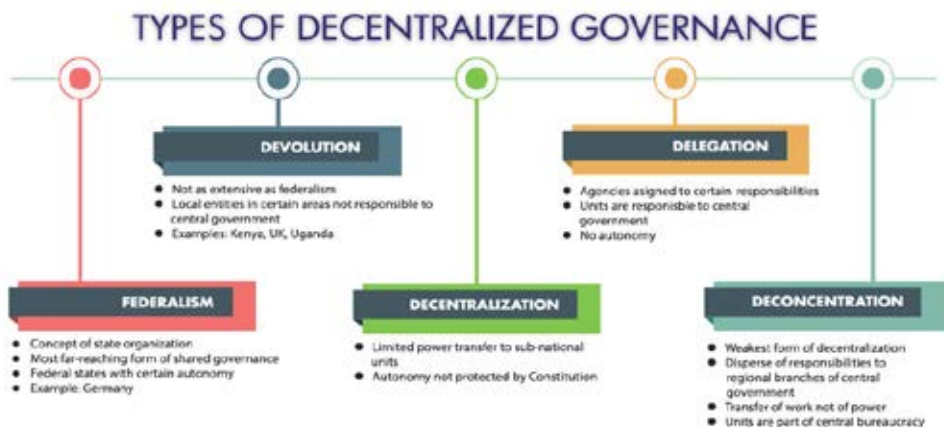 TYPES OF DECENTRALIZED GOVERNANCE
DEVOLUTION
● Not as extensive as federalism
● Local entities in certain areas not responsible to
central government
● Examples: Kenya, UK, Uganda
DELEGATION
● Agencies asigned to certain responsibilities
● Units are responisble to central
government
● No autonomy
FEDERALISM
● Concept of state organization
● Most far-reaching form of shared governance
● Federal states with certain autonomy
● Example: Germany
DECENTRALIZATION
● Limited power transfer to sub-national
units
● Autonomy not protected by Constitution
DECONCENTRATION
● Weakest form of decentralization
● Disperse of responsibilities to
regional branches of central
government
● Transfer of work not of power
● Units are part of central bureaucracy